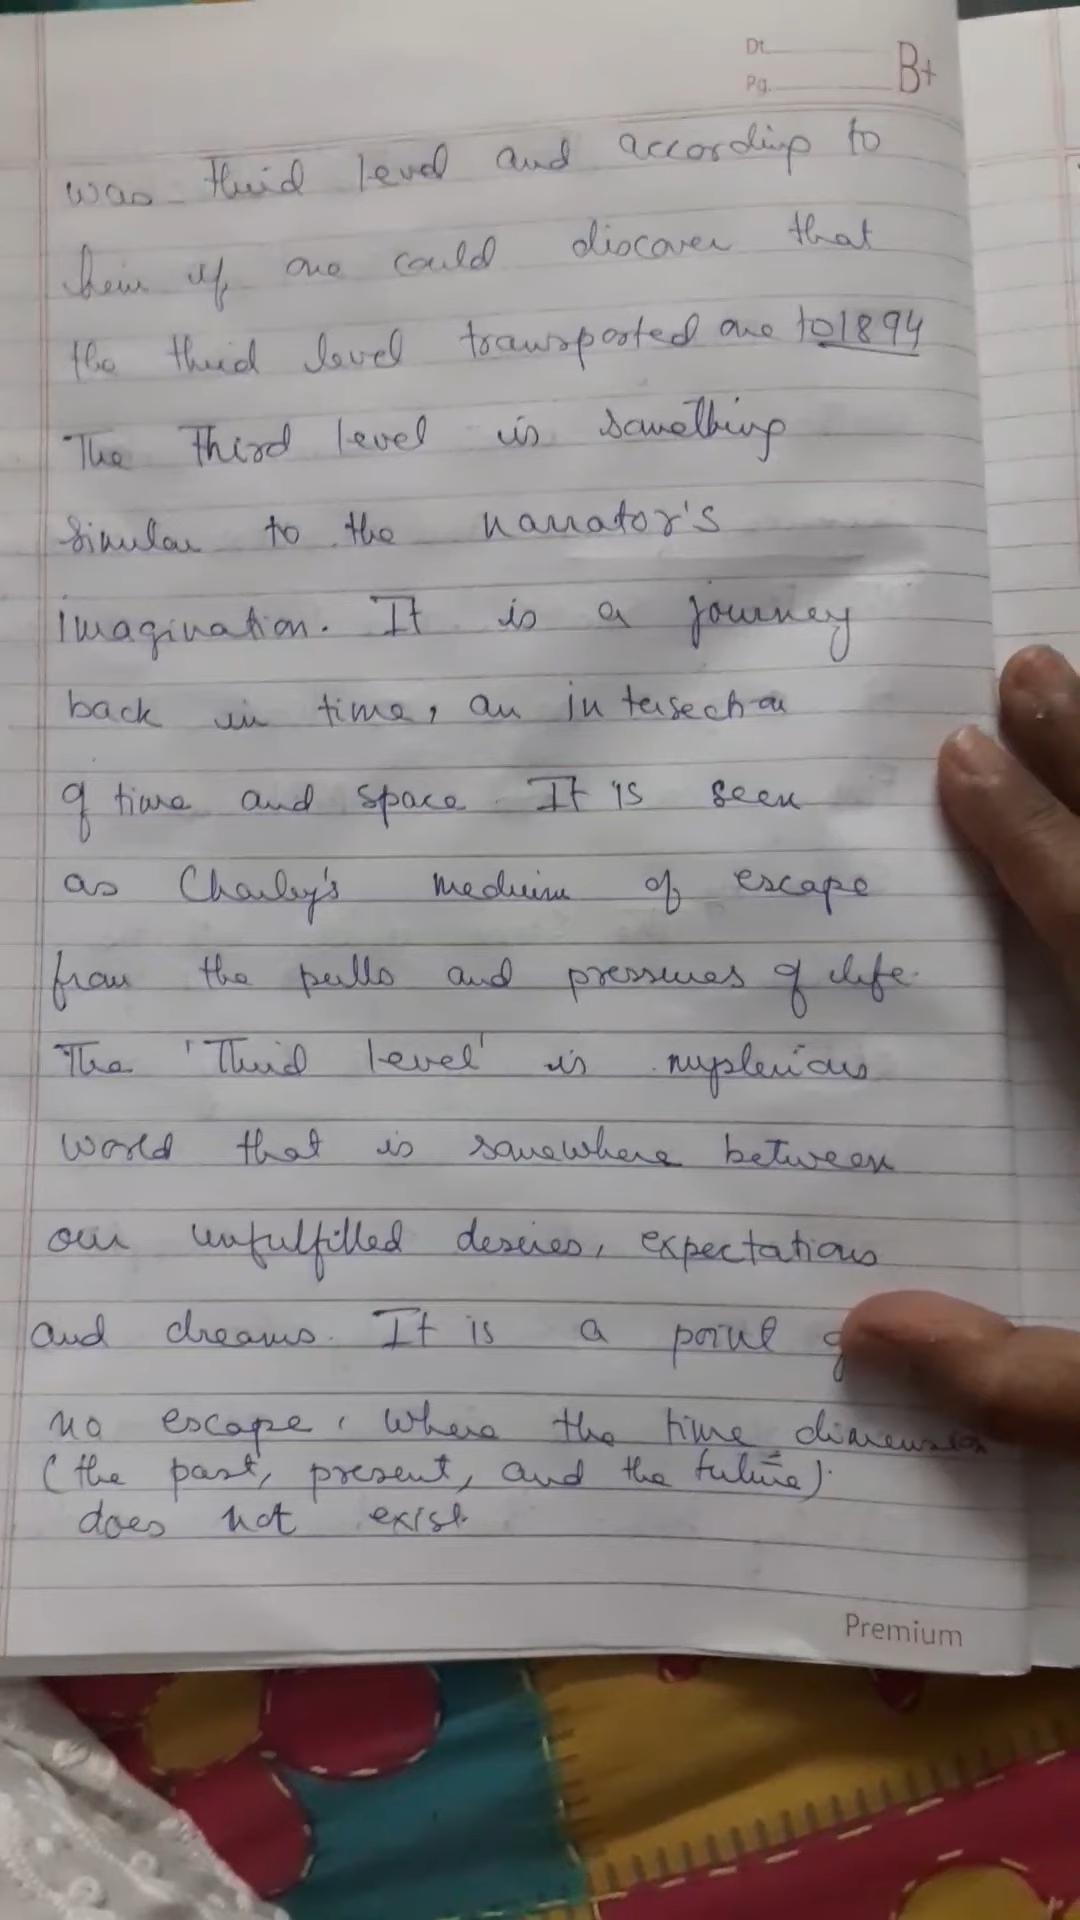 Dt.
Pg.
B+
was third level and according to
him if one could discover that
the third level transported one to 1894
The Third level is something
similar to the narrator's
imagination. It is a journey
back in time, an intersection
of time and space. It is seen
as Charley's medium of escape
from the pulls and pressures of life.
The 'Third level' is mysterious
world that is somewhere between
our unfulfilled desires, expectations
and dreams. It is a point
no escape, where the time dimension
(the past, present, and the future).
does not exist.
Premium